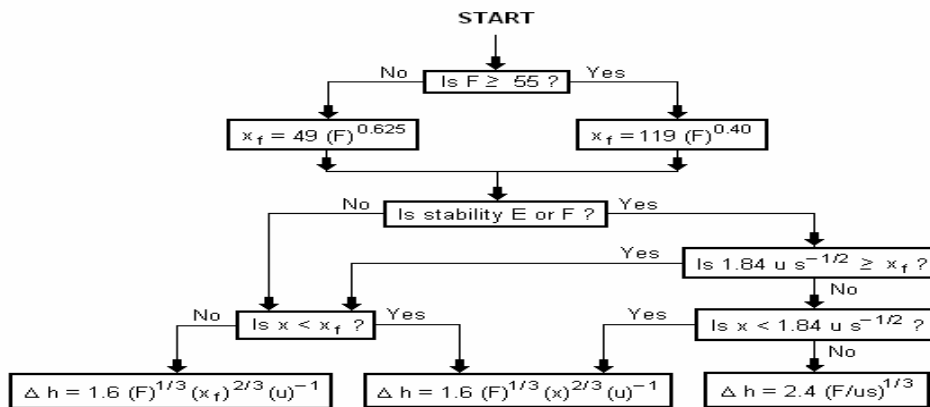 START
No
Is F ≥ 55 ?
Yes
x_f = 49 (F)^0.625
x_f = 119 (F)^0.40
No
Is stability E or F ?
Yes
Yes
Is 1.84 u s^−1/2 ≥ x_f ?
No
No
Is x < x_f ?
Yes
Yes
Is x < 1.84 u s^−1/2 ?
No
Δ h = 1.6 (F)^1/3 (x_f)^2/3 (u)^−1
Δ h = 1.6 (F)^1/3 (x)^2/3 (u)^−1
Δ h = 2.4 (F/us)^1/3